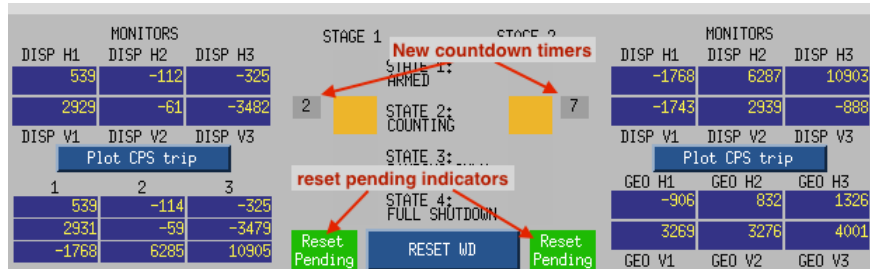 MONITORS STAGE 1 STAGE 2 MONITORS
DISP H1 DISP H2 DISP H3 New countdown timers DISP H1 DISP H2 DISP H3
539 -112 -325 STATE 1: -1768 6287 10903
ARMED
2929 -61 -3482 2 STATE 2: 7 -1743 2939 -888
COUNTING
DISP V1 DISP V2 DISP V3 DISP V1 DISP V2 DISP V3
Plot CPS trip STATE 3: Plot CPS trip
1 2 3 reset pending indicators GEO H1 GEO H2 GEO H3
539 -114 -325 STATE 4: -906 832 1326
FULL SHUTDOWN
2931 -59 -3479 3269 3276 4001
Reset Pending RESET WD Reset Pending
-1768 6285 10905 GEO V1 GEO V2 GEO V3